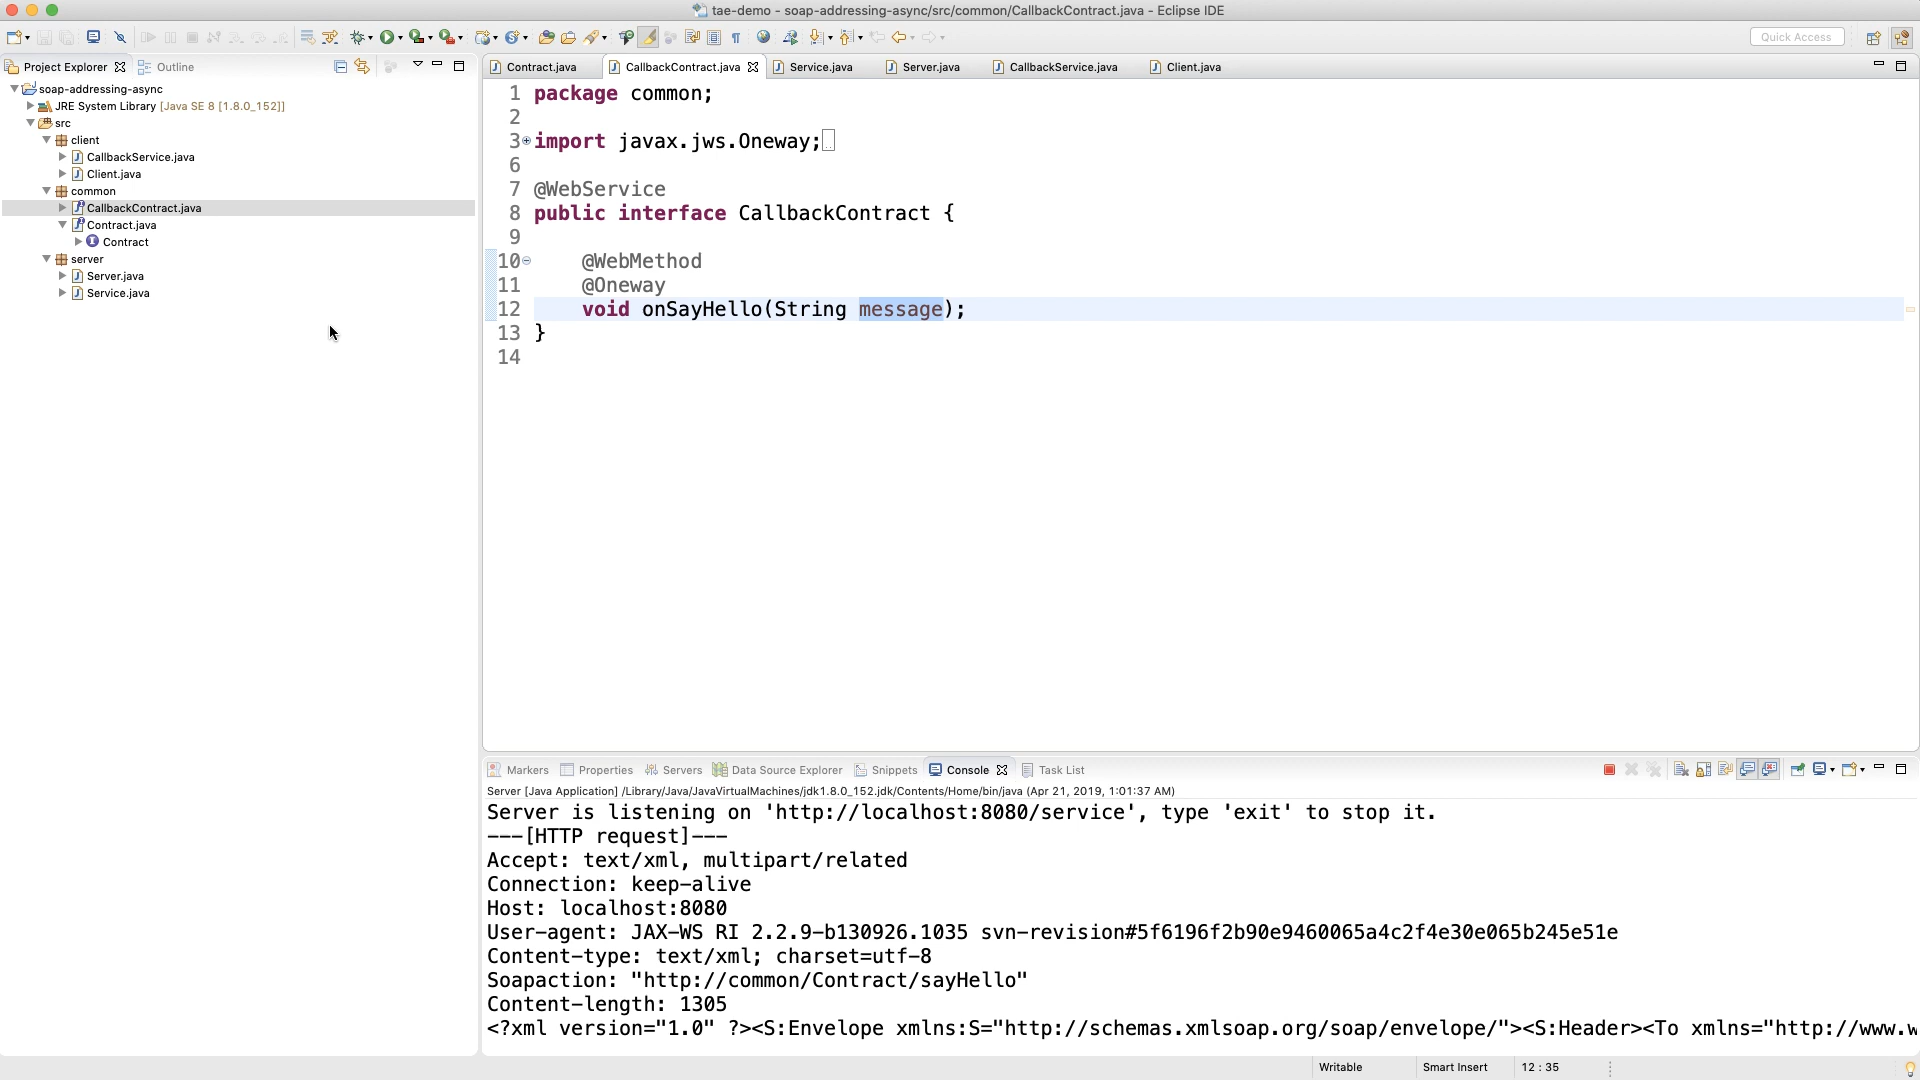 tae-demo - soap-addressing-async/src/common/CallbackContract.java - Eclipse IDE
Quick Access
Project Explorer
Outline
soap-addressing-async
JRE System Library [Java SE 8 [1.8.0_152]]
src
client
CallbackService.java
Client.java
common
CallbackContract.java
Contract.java
Contract
server
Server.java
Service.java
Contract.java
CallbackContract.java
Service.java
Server.java
CallbackService.java
Client.java
1 package common;
2
3 import javax.jws.Oneway;
6
7 @WebService
8 public interface CallbackContract {
9
10 @WebMethod
11 @Oneway
12 void onSayHello(String message);
13 }
14
Markers
Properties
Servers
Data Source Explorer
Snippets
Console
Task List
Server [Java Application] /Library/Java/JavaVirtualMachines/jdk1.8.0_152.jdk/Contents/Home/bin/java (Apr 21, 2019, 1:01:37 AM)
Server is listening on 'http://localhost:8080/service', type 'exit' to stop it.
---[HTTP request]---
Accept: text/xml, multipart/related
Connection: keep-alive
Host: localhost:8080
User-agent: JAX-WS RI 2.2.9-b130926.1035 svn-revision#5f6196f2b90e9460065a4c2f4e30e065b245e51e
Content-type: text/xml; charset=utf-8
Soapaction: "http://common/Contract/sayHello"
Content-length: 1305
<?xml version="1.0" ?><S:Envelope xmlns:S="http://schemas.xmlsoap.org/soap/envelope/"><S:Header><To xmlns="http://www.w
Writable
Smart Insert
12 : 35